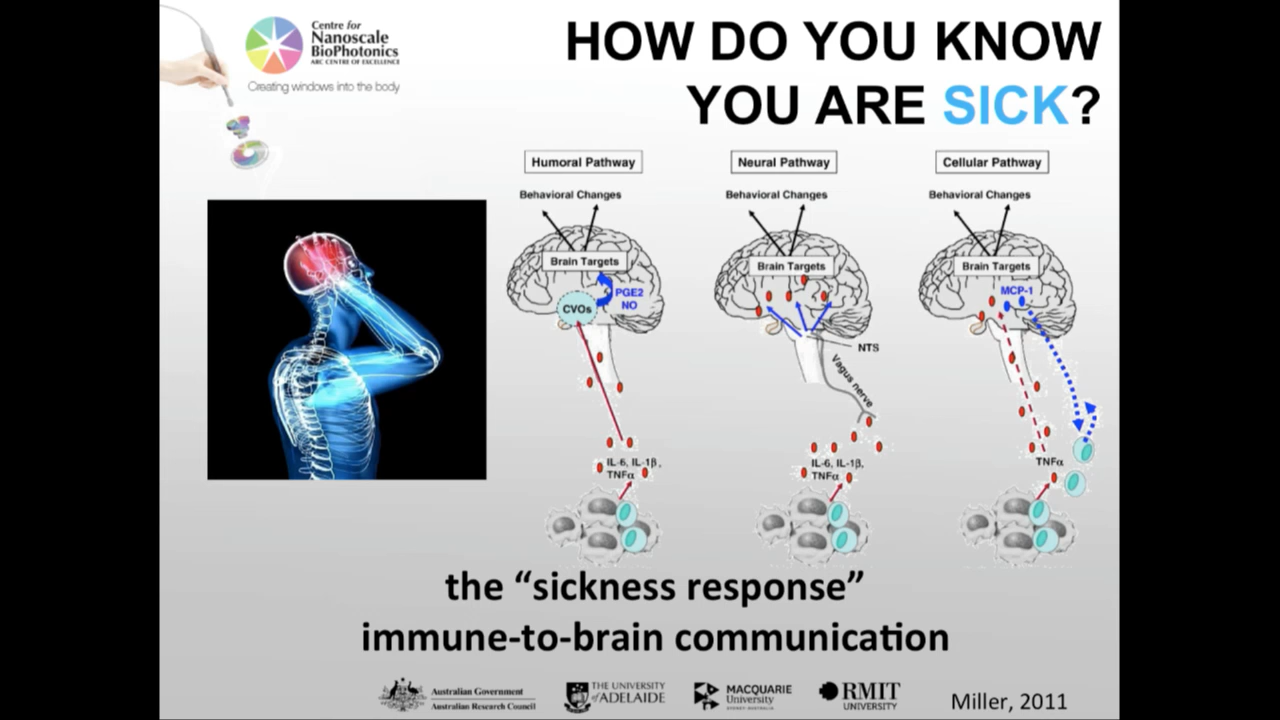 Centre for
Nanoscale
BioPhotonics
ARC CENTRE OF EXCELLENCE
Creating windows into the body
HOW DO YOU KNOW
YOU ARE SICK?
Humoral Pathway
Behavioral Changes
Brain Targets
PGE2
NO
CVOs
IL-6, IL-1β,
TNFα
Neural Pathway
Behavioral Changes
Brain Targets
NTS
Vagus nerve
IL-6, IL-1β,
TNFα
Cellular Pathway
Behavioral Changes
Brain Targets
MCP-1
TNFα
the “sickness response”
immune-to-brain communication
Australian Government
Australian Research Council
THE UNIVERSITY
of ADELAIDE
MACQUARIE
University
SYDNEY·AUSTRALIA
RMIT
UNIVERSITY
Miller, 2011